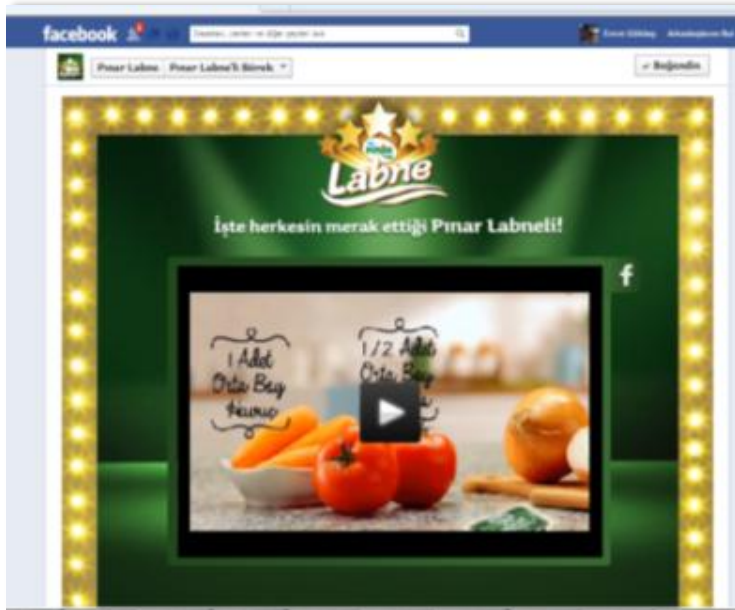 facebook
Pınar Labne Pınar Labne'li Börek
✓ Beğendin
PINAR
Labne
İşte herkesin merak ettiği Pınar Labneli!
f
1 Adet
Orta Boy
Havuç
1/2 Adet
Orta Boy